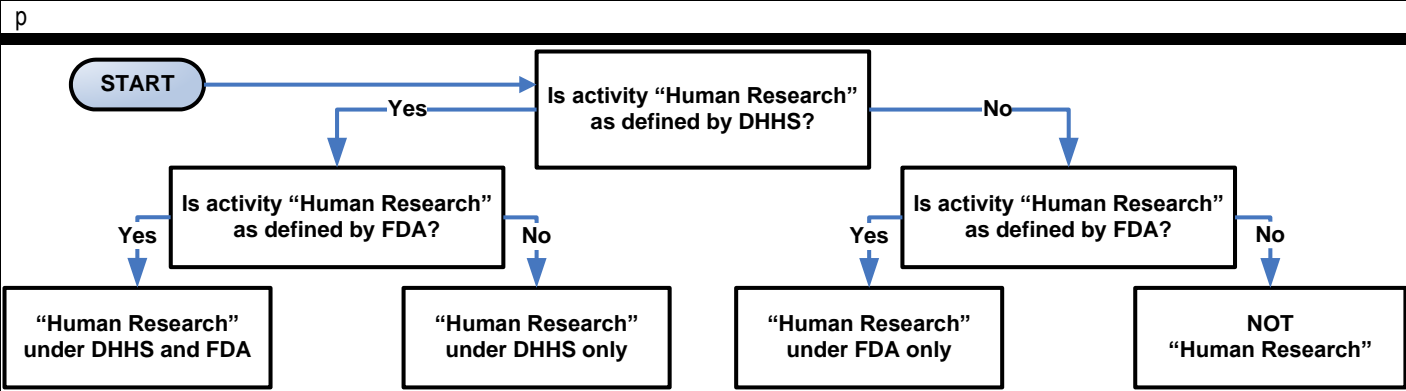 p
START
Is activity “Human Research”
as defined by DHHS?
Yes
No
Is activity “Human Research”
as defined by FDA?
Is activity “Human Research”
as defined by FDA?
Yes
No
Yes
No
“Human Research”
under DHHS and FDA
“Human Research”
under DHHS only
“Human Research”
under FDA only
NOT
“Human Research”